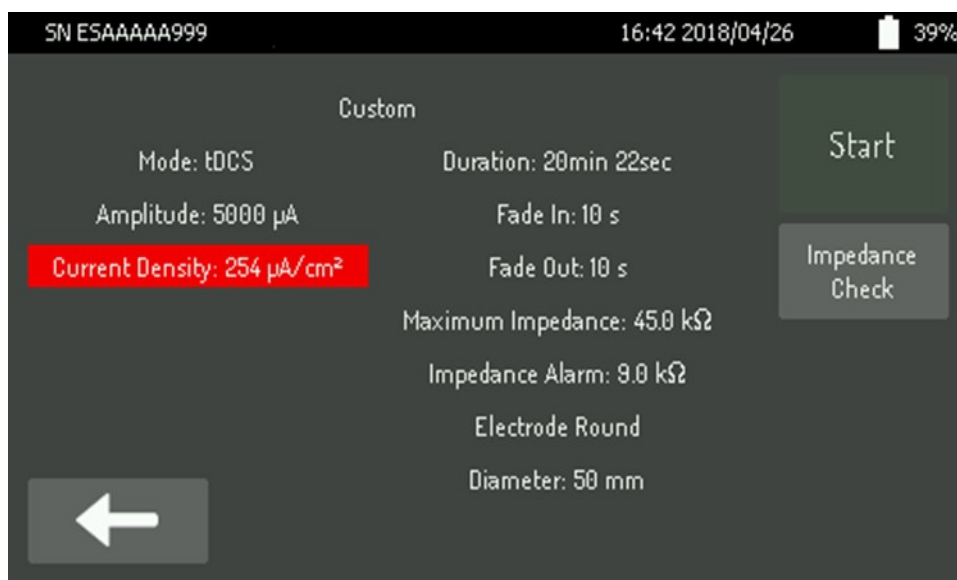 SN ESAAAAA999 16:42 2018/04/26 39%
Custom
Mode: tDCS
Amplitude: 5000 µA
Current Density: 254 µA/cm²
Duration: 20min 22sec
Fade In: 10 s
Fade Out: 10 s
Maximum Impedance: 45.0 kΩ
Impedance Alarm: 9.0 kΩ
Electrode Round
Diameter: 50 mm
Start
Impedance
Check